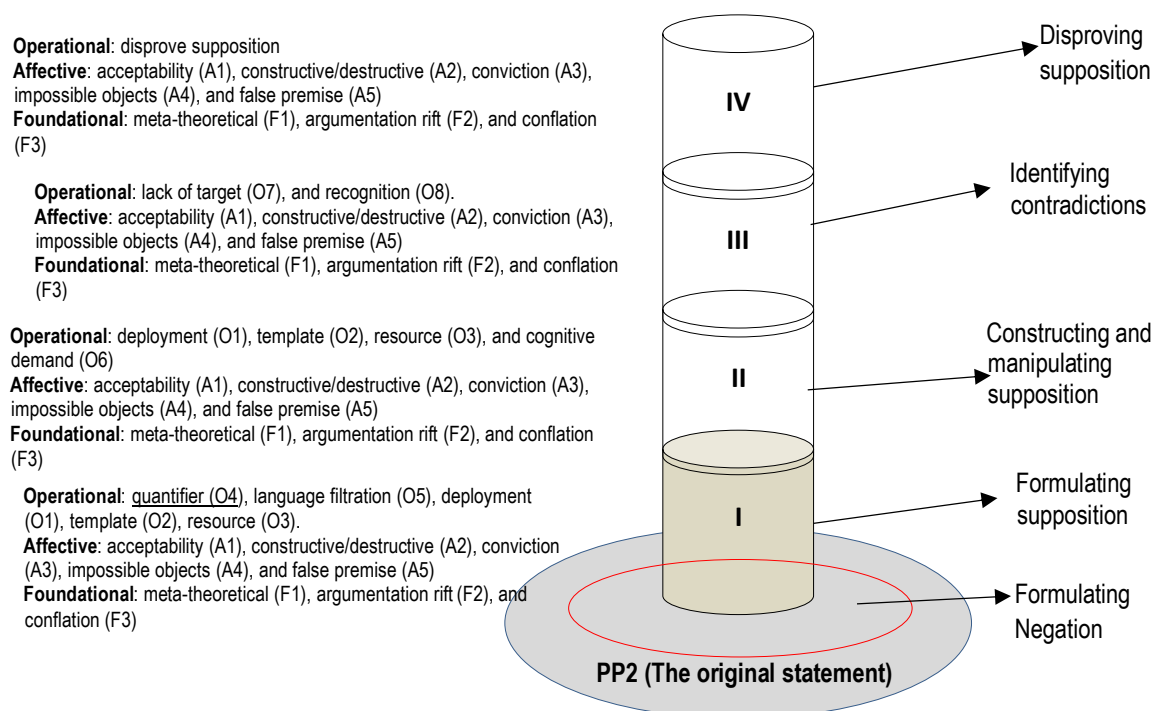 Operational: disprove supposition
Affective: acceptability (A1), constructive/destructive (A2), conviction (A3),
impossible objects (A4), and false premise (A5)
Foundational: meta-theoretical (F1), argumentation rift (F2), and conflation
(F3)
Operational: lack of target (O7), and recognition (O8).
Affective: acceptability (A1), constructive/destructive (A2), conviction (A3),
impossible objects (A4), and false premise (A5)
Foundational: meta-theoretical (F1), argumentation rift (F2), and conflation
(F3)
Operational: deployment (O1), template (O2), resource (O3), and cognitive
demand (O6)
Affective: acceptability (A1), constructive/destructive (A2), conviction (A3),
impossible objects (A4), and false premise (A5)
Foundational: meta-theoretical (F1), argumentation rift (F2), and conflation
(F3)
Operational: quantifier (O4), language filtration (O5), deployment
(O1), template (O2), resource (O3).
Affective: acceptability (A1), constructive/destructive (A2), conviction
(A3), impossible objects (A4), and false premise (A5)
Foundational: meta-theoretical (F1), argumentation rift (F2), and
conflation (F3)
IV
III
II
I
PP2 (The original statement)
Disproving
supposition
Identifying
contradictions
Constructing and
manipulating
supposition
Formulating
supposition
Formulating
Negation